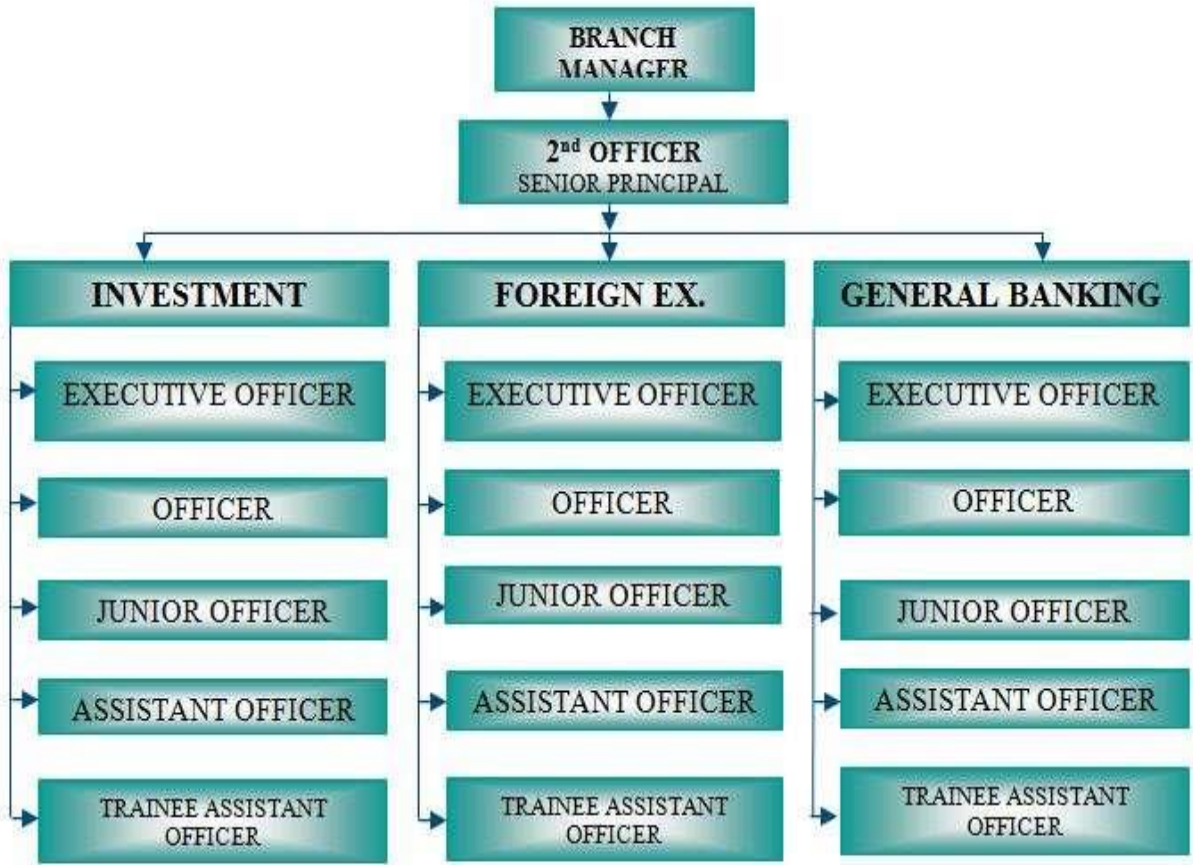 BRANCH
MANAGER
2nd OFFICER
SENIOR PRINCIPAL
INVESTMENT
EXECUTIVE OFFICER
OFFICER
JUNIOR OFFICER
ASSISTANT OFFICER
TRAINEE ASSISTANT
OFFICER
FOREIGN EX.
EXECUTIVE OFFICER
OFFICER
JUNIOR OFFICER
ASSISTANT OFFICER
TRAINEE ASSISTANT
OFFICER
GENERAL BANKING
EXECUTIVE OFFICER
OFFICER
JUNIOR OFFICER
ASSISTANT OFFICER
TRAINEE ASSISTANT
OFFICER